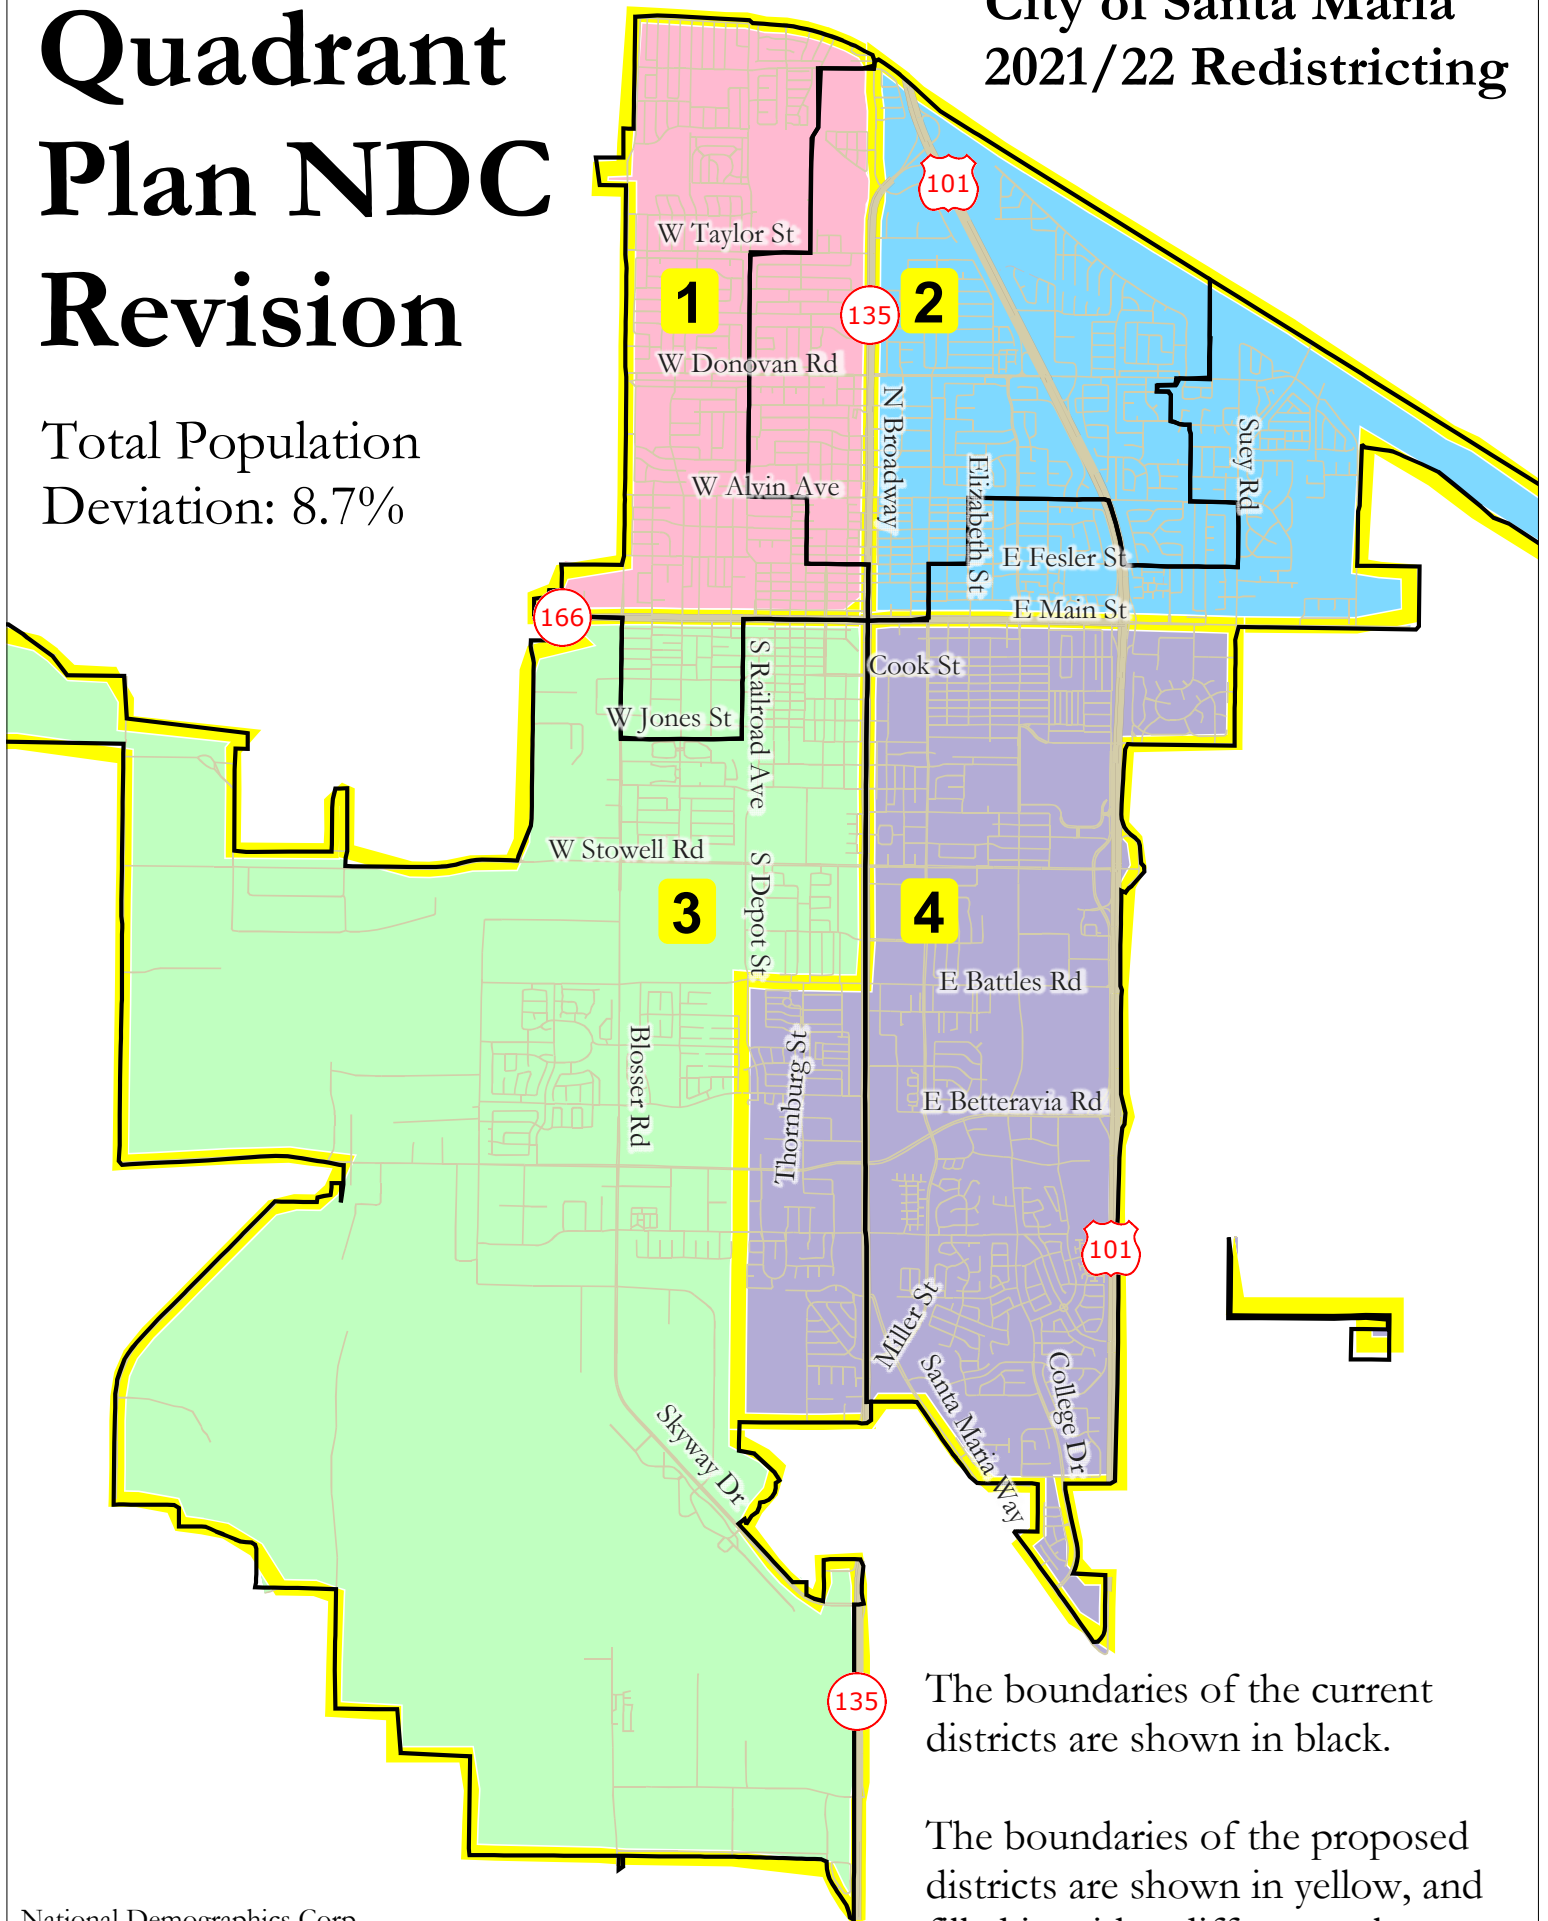 Quadrant
Plan NDC
Revision
City of Santa Maria
2021/22 Redistricting
Total Population
Deviation: 8.7%
101
W Taylor St
1
135
2
W Donovan Rd
N Broadway
Suey Rd
W Alvin Ave
Elizabeth St
E Fesler St
166
E Main St
Cook St
S Railroad Ave
W Jones St
W Stowell Rd
S Depot St
3
4
E Battles Rd
Blosser Rd
Thornburg St
E Betteravia Rd
101
Miller St
Santa Maria Way
College Dr
Skyway Dr
135
The boundaries of the current
districts are shown in black.
The boundaries of the proposed
districts are shown in yellow, and
National Demographics Corp